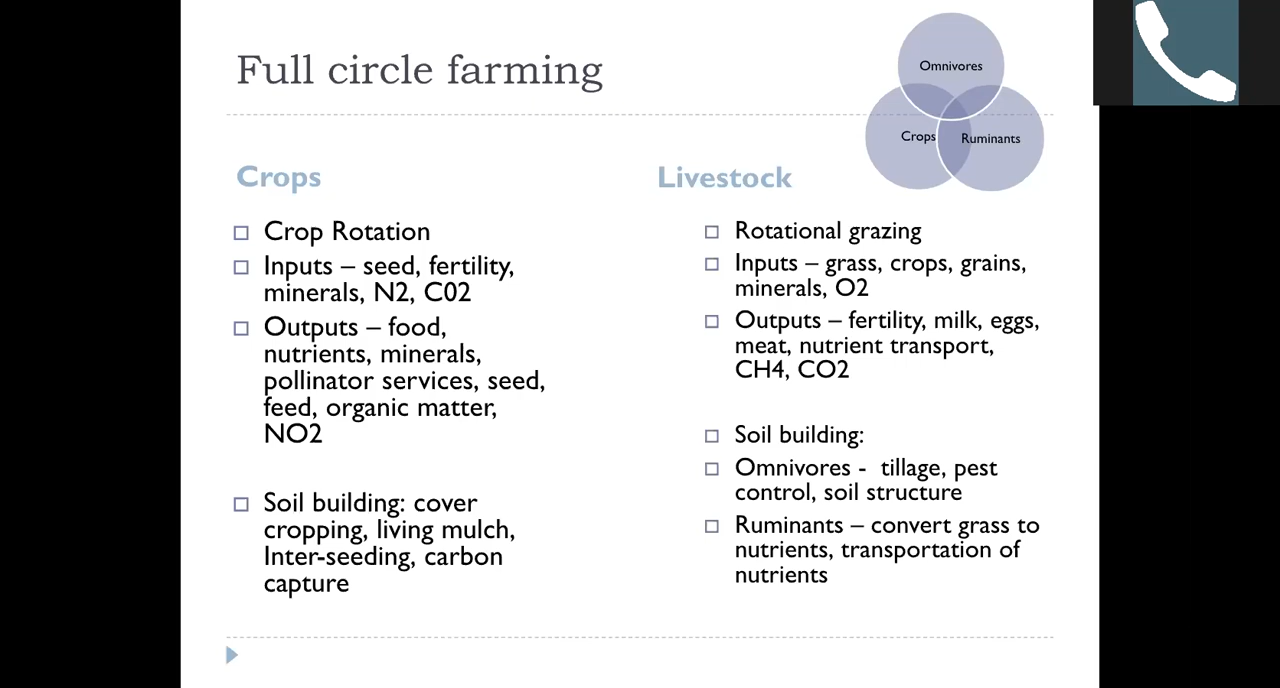 Full circle farming
Omnivores
Crops
Ruminants
Crops
Crop Rotation
Inputs – seed, fertility,
minerals, N2, C02
Outputs – food,
nutrients, minerals,
pollinator services, seed,
feed, organic matter,
NO2
Soil building: cover
cropping, living mulch,
Inter-seeding, carbon
capture
Livestock
Rotational grazing
Inputs – grass, crops, grains,
minerals, O2
Outputs – fertility, milk, eggs,
meat, nutrient transport,
CH4, CO2
Soil building:
Omnivores -  tillage, pest
control, soil structure
Ruminants – convert grass to
nutrients, transportation of
nutrients